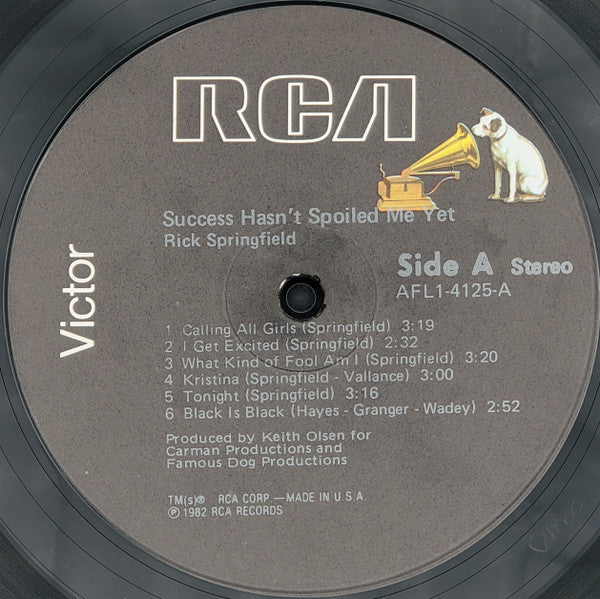 RCA
Victor
Success Hasn't Spoiled Me Yet
Rick Springfield
Side A Stereo
AFL1-4125-A
1 Calling All Girls (Springfield) 3:19
2 I Get Excited (Springfield) 2:32
3 What Kind of Fool Am I (Springfield) 3:20
4 Kristina (Springfield - Vallance) 3:00
5 Tonight (Springfield) 3:16
6 Black Is Black (Hayes - Granger - Wadey) 2:52
Produced by Keith Olsen for
Carman Productions and
Famous Dog Productions
TM(s)® RCA CORP — MADE IN U.S.A.
℗ 1982 RCA RECORDS